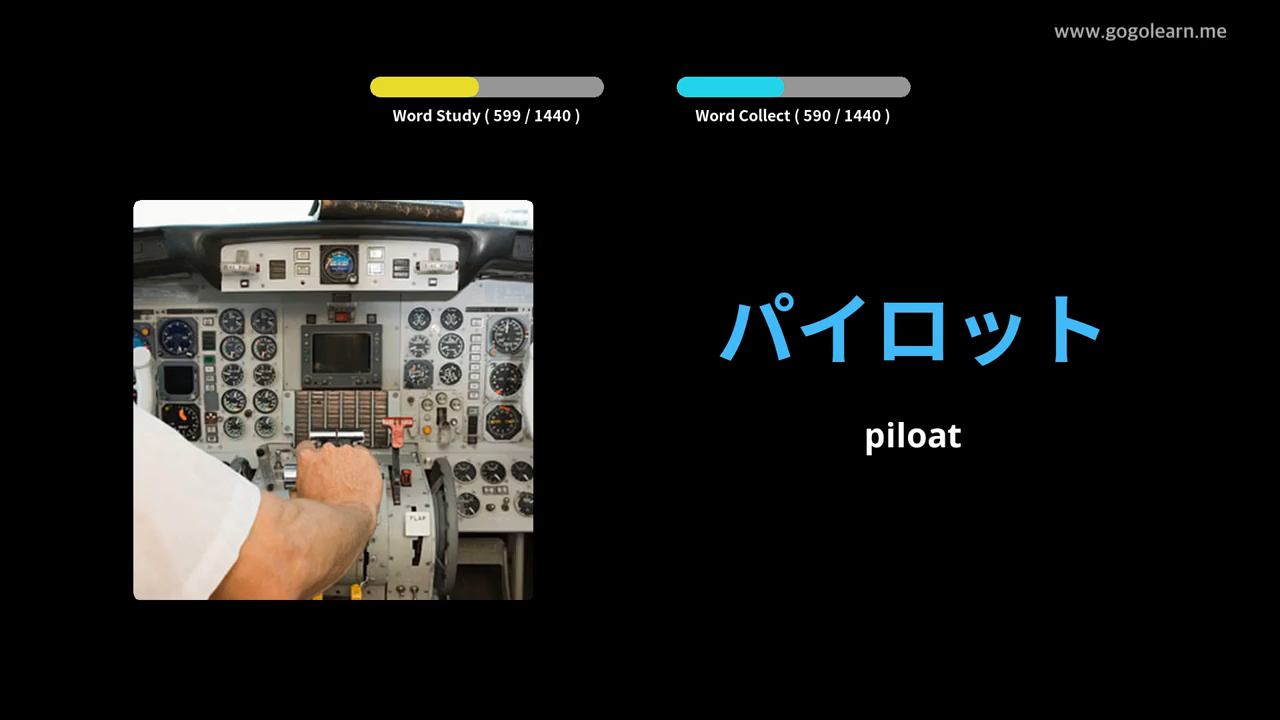 www.gogolearn.me
Word Study ( 599 / 1440 )
Word Collect ( 590 / 1440 )
パイロット
piloat
FLAP